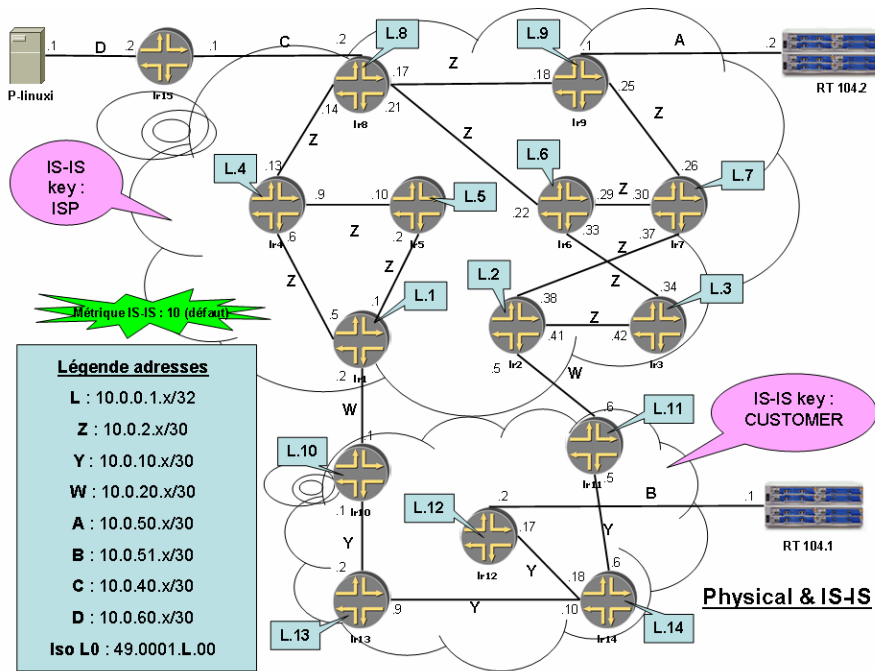 .1 D .2 .1 C .2 L.8 L.9 .1 A .2
P-linuxi lr15 .17 Z .18 RT 104.2
.14 lr8 .21 lr9 .25
Z Z Z
IS-IS
key :
ISP
.13 L.6 .26
L.4 .9 .10 L.5 .29 Z .30 L.7
lr4 Z lr5 .22 lr6 lr7
.6 .2 .33 .37
Z Z Z Z
L.2 .34 L.3
Métrique IS-IS : 10 (défaut)
.5 .1 L.1 .38 Z
.41 .42
lr1 lr2 lr3
.2 .5
W W
Légende adresses
L : 10.0.0.1.x/32
Z : 10.0.2.x/30
Y : 10.0.10.x/30
W : 10.0.20.x/30
A : 10.0.50.x/30
B : 10.0.51.x/30
C : 10.0.40.x/30
D : 10.0.60.x/30
Iso L0 : 49.0001.L.00
IS-IS key :
CUSTOMER
.6 L.11
.1
L.10
lr10 lr11
.1 .5
L.12 .2 B .1
.17
lr12 RT 104.1
Y Y Y
.2 .18 .6
.9 Y .10
L.13 lr13 lr14 L.14
Physical & IS-IS